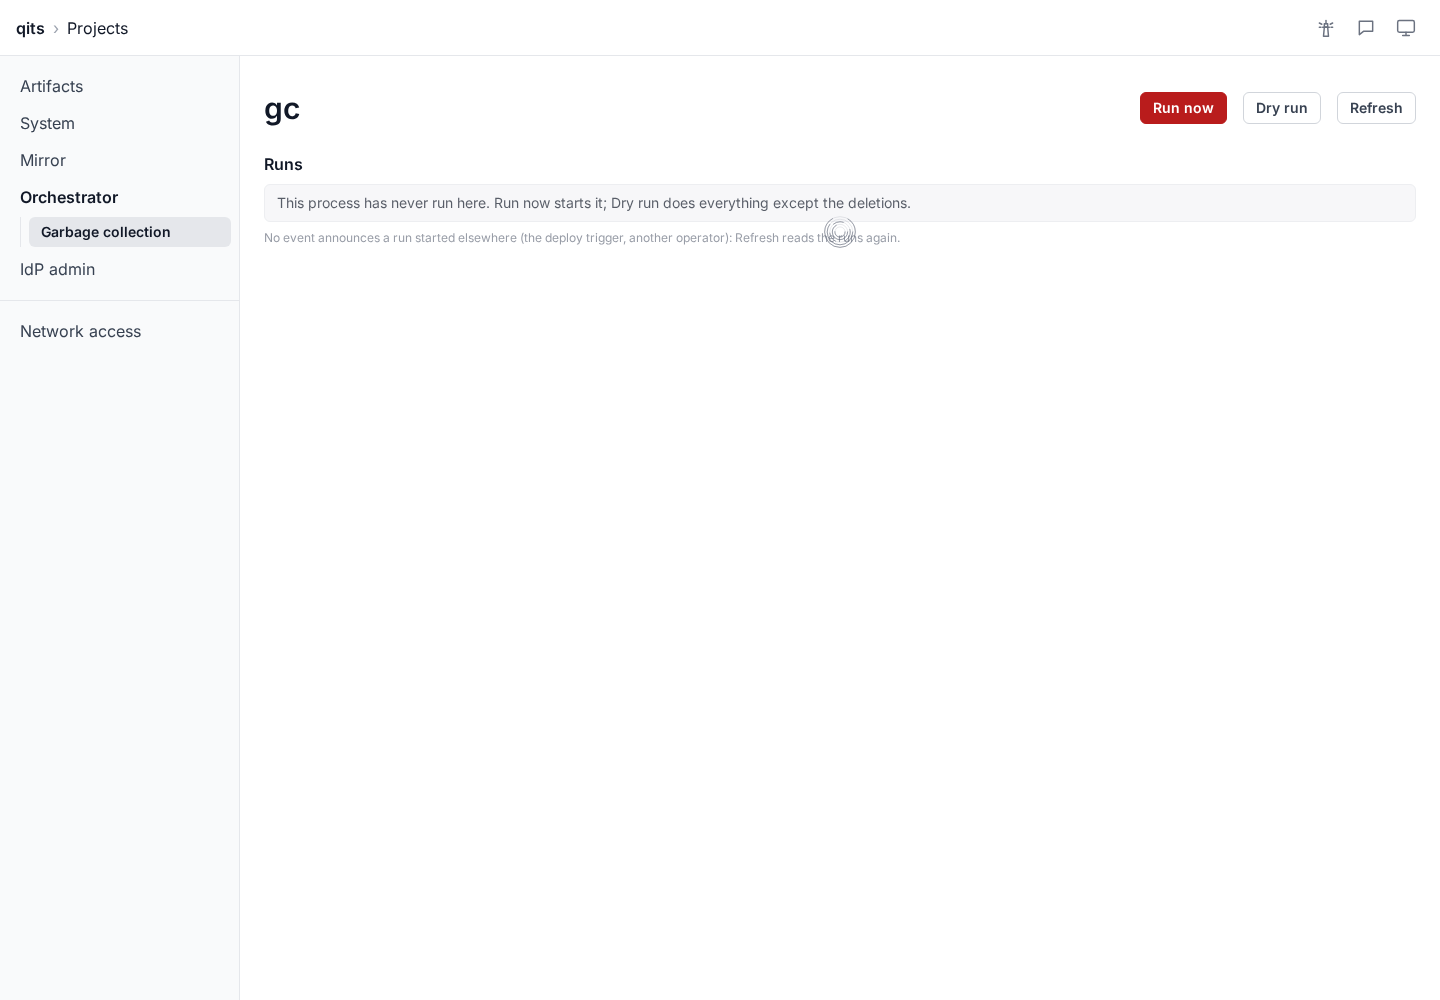 qits › Projects
Artifacts
System
Mirror
Orchestrator
Garbage collection
IdP admin
Network access
gc
Run now
Dry run
Refresh
Runs
This process has never run here. Run now starts it; Dry run does everything except the deletions.
No event announces a run started elsewhere (the deploy trigger, another operator): Refresh reads the runs again.